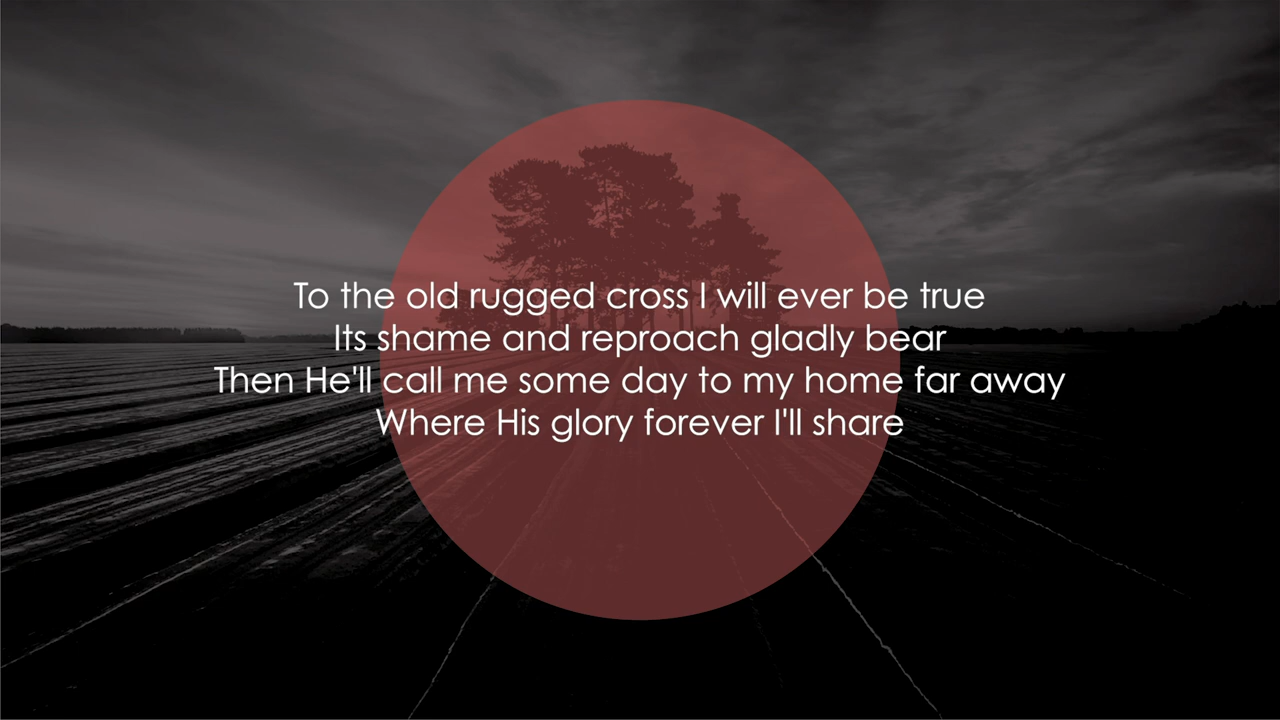 To the old rugged cross I will ever be true
Its shame and reproach gladly bear
Then He'll call me some day to my home far away
Where His glory forever I'll share